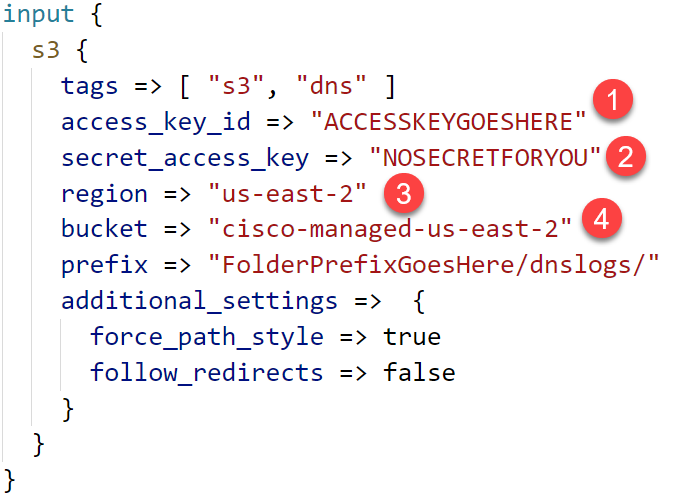 input {
s3 {
tags => [ "s3", "dns" ]
access_key_id => "ACCESSKEYGOESHERE" 1
secret_access_key => "NOSECRETFORYOU" 2
region => "us-east-2" 3
bucket => "cisco-managed-us-east-2" 4
prefix => "FolderPrefixGoesHere/dnslogs/"
additional_settings =>  {
force_path_style => true
follow_redirects => false
}
}
}